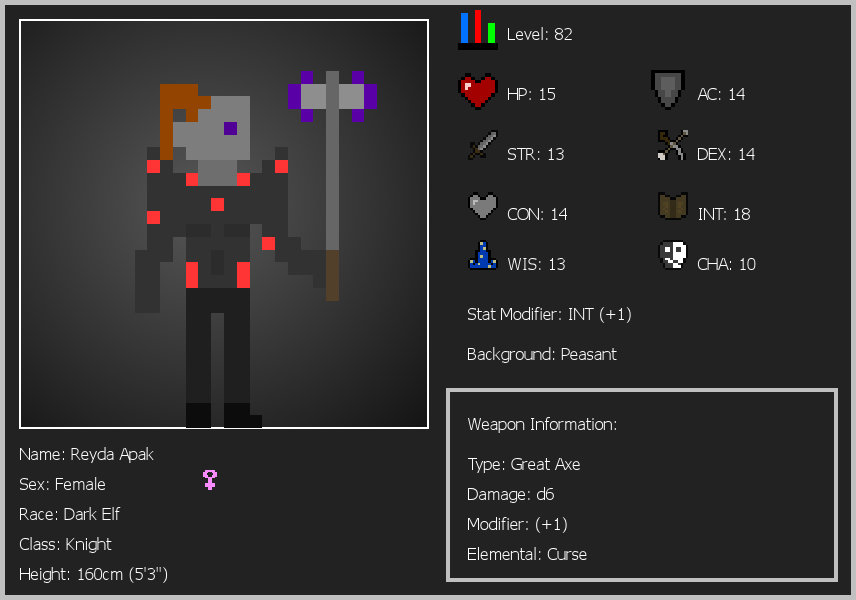 Level: 82
HP: 15
AC: 14
STR: 13
DEX: 14
CON: 14
INT: 18
WIS: 13
CHA: 10
Stat Modifier: INT (+1)
Background: Peasant
Weapon Information:
Type: Great Axe
Damage: d6
Modifier: (+1)
Elemental: Curse
Name: Reyda Apak
Sex: Female
Race: Dark Elf
Class: Knight
Height: 160cm (5'3")